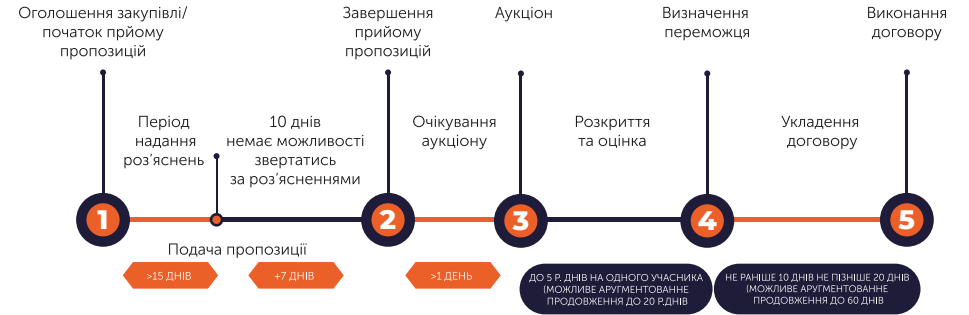 Оголошення закупівлі/
початок прйому
пропозицій
Завершення
прийому
пропозицій
Аукціон
Визначення
переможця
Виконання
договору
Період
надання
роз’яснень
10 днів
немає можливості
звертатись
за роз’ясненнями
Очікування
аукціону
Розкриття
та оцінка
Укладення
договору
1
2
3
4
5
Подача пропозиції
>15 ДНІВ
+7 ДНІВ
>1 ДЕНЬ
ДО 5 Р. ДНІВ НА ОДНОГО УЧАСНИКА
(МОЖЛИВЕ АРУГМЕНТОВАННЕ
ПРОДОВЖЕННЯ ДО 20 Р.ДНІВ
НЕ РАНІШЕ 10 ДНІВ НЕ ПІЗНІШЕ 20 ДНІВ
(МОЖЛИВЕ АРУГМЕНТОВАННЕ
ПРОДОВЖЕННЯ ДО 60 ДНІВ